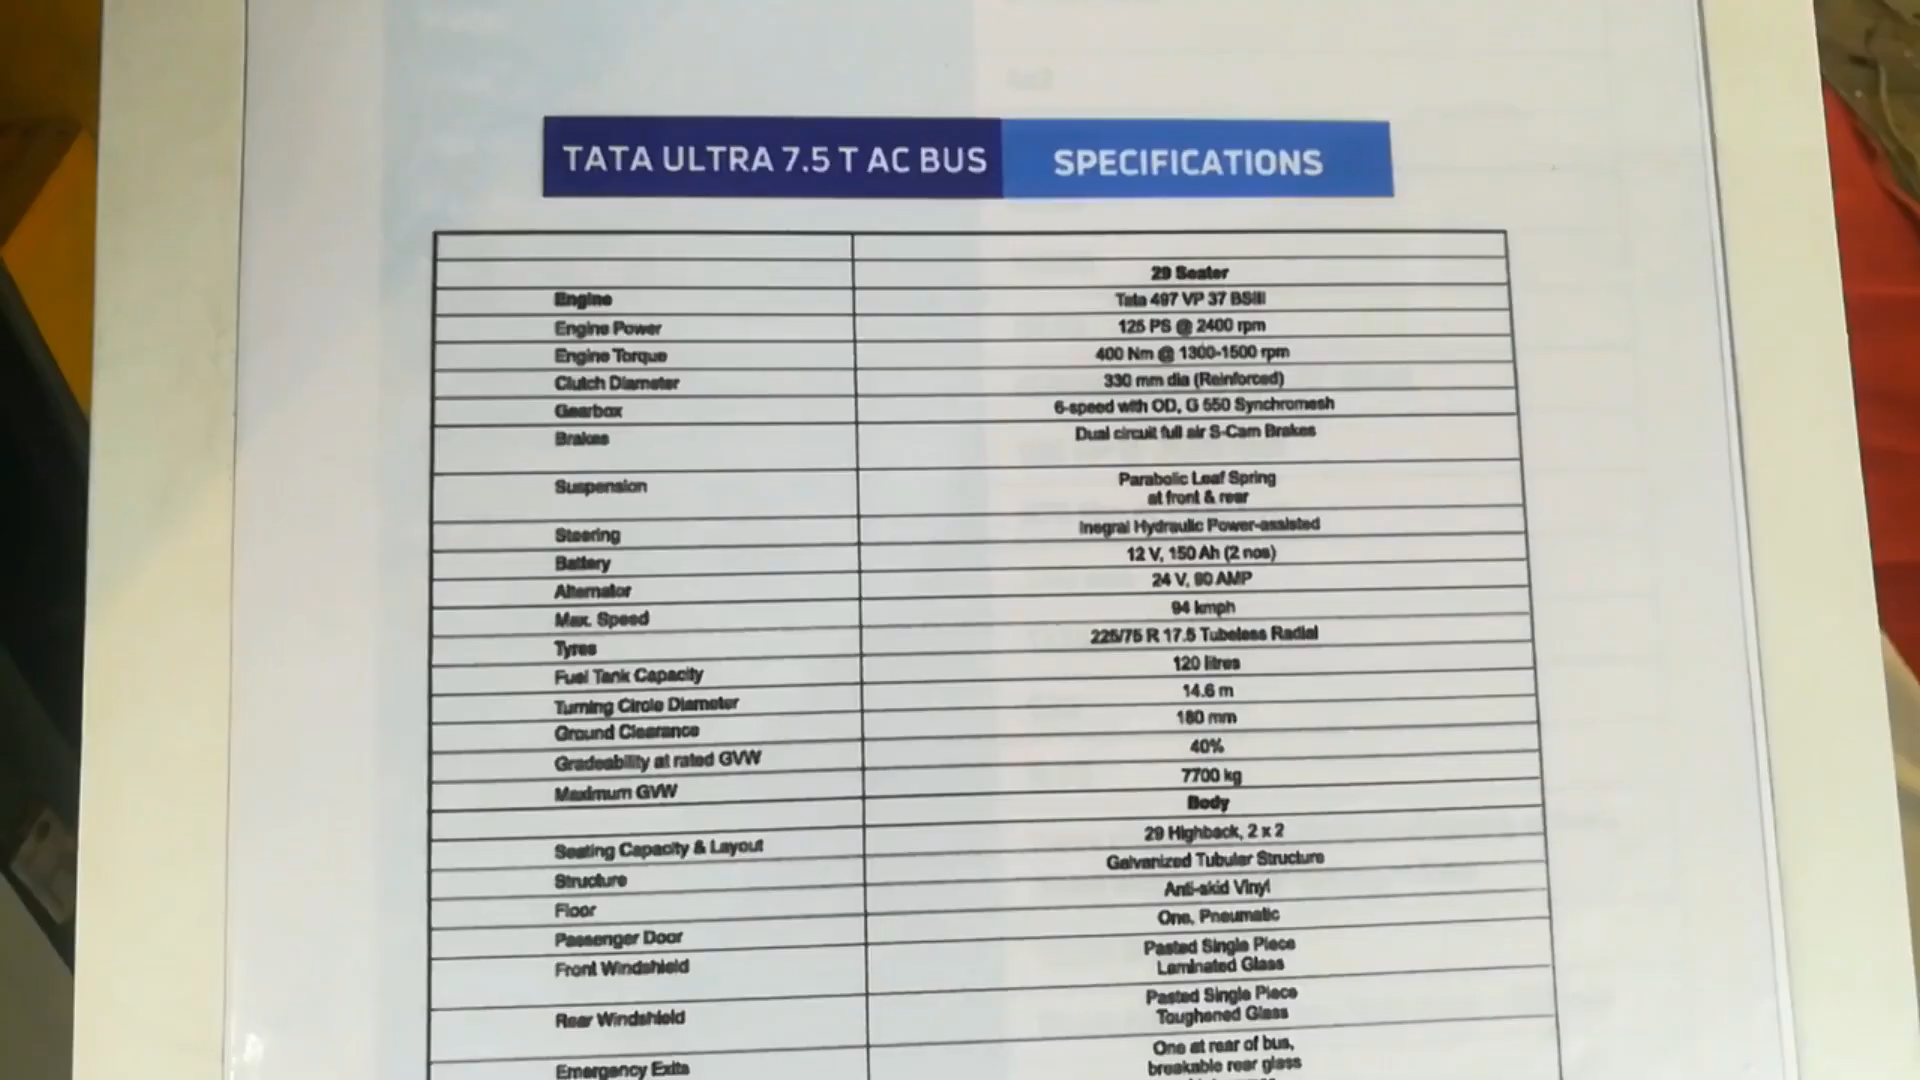 TATA ULTRA 7.5 T AC BUS SPECIFICATIONS
29 Seater
Engine Tata 497 VP 37 BSIII
Engine Power 125 PS @ 2400 rpm
Engine Torque 400 Nm @ 1300-1500 rpm
Clutch Diameter 330 mm dia (Reinforced)
Gearbox 6-speed with OD, G 550 Synchromesh
Brakes Dual circuit full air S-Cam Brakes
Suspension Parabolic Leaf Spring
at front & rear
Steering Inegral Hydraulic Power-assisted
Battery 12 V, 150 Ah (2 nos)
Alternator 24 V, AMP
Max. Speed 94 kmph
Tyres 225/75 R 17.5 Tubeless Radial
Fuel Tank Capacity 120 litres
Turning Circle Diameter 14.6 m
Ground Clearance 180 mm
Gradeability at rated GVW 40%
Maximum GVW 7700 kg
Body
Seating Capacity & Layout 29 Highback, 2 x 2
Structure Galvanized Tubular Structure
Floor Anti-skid Vinyl
Passenger Door One, Pneumatic
Front Windshield Pasted Single Piece
Laminated Glass
Rear Windshield Pasted Single Piece
Toughened Glass
Emergency Exits One at rear of bus,
breakable rear glass